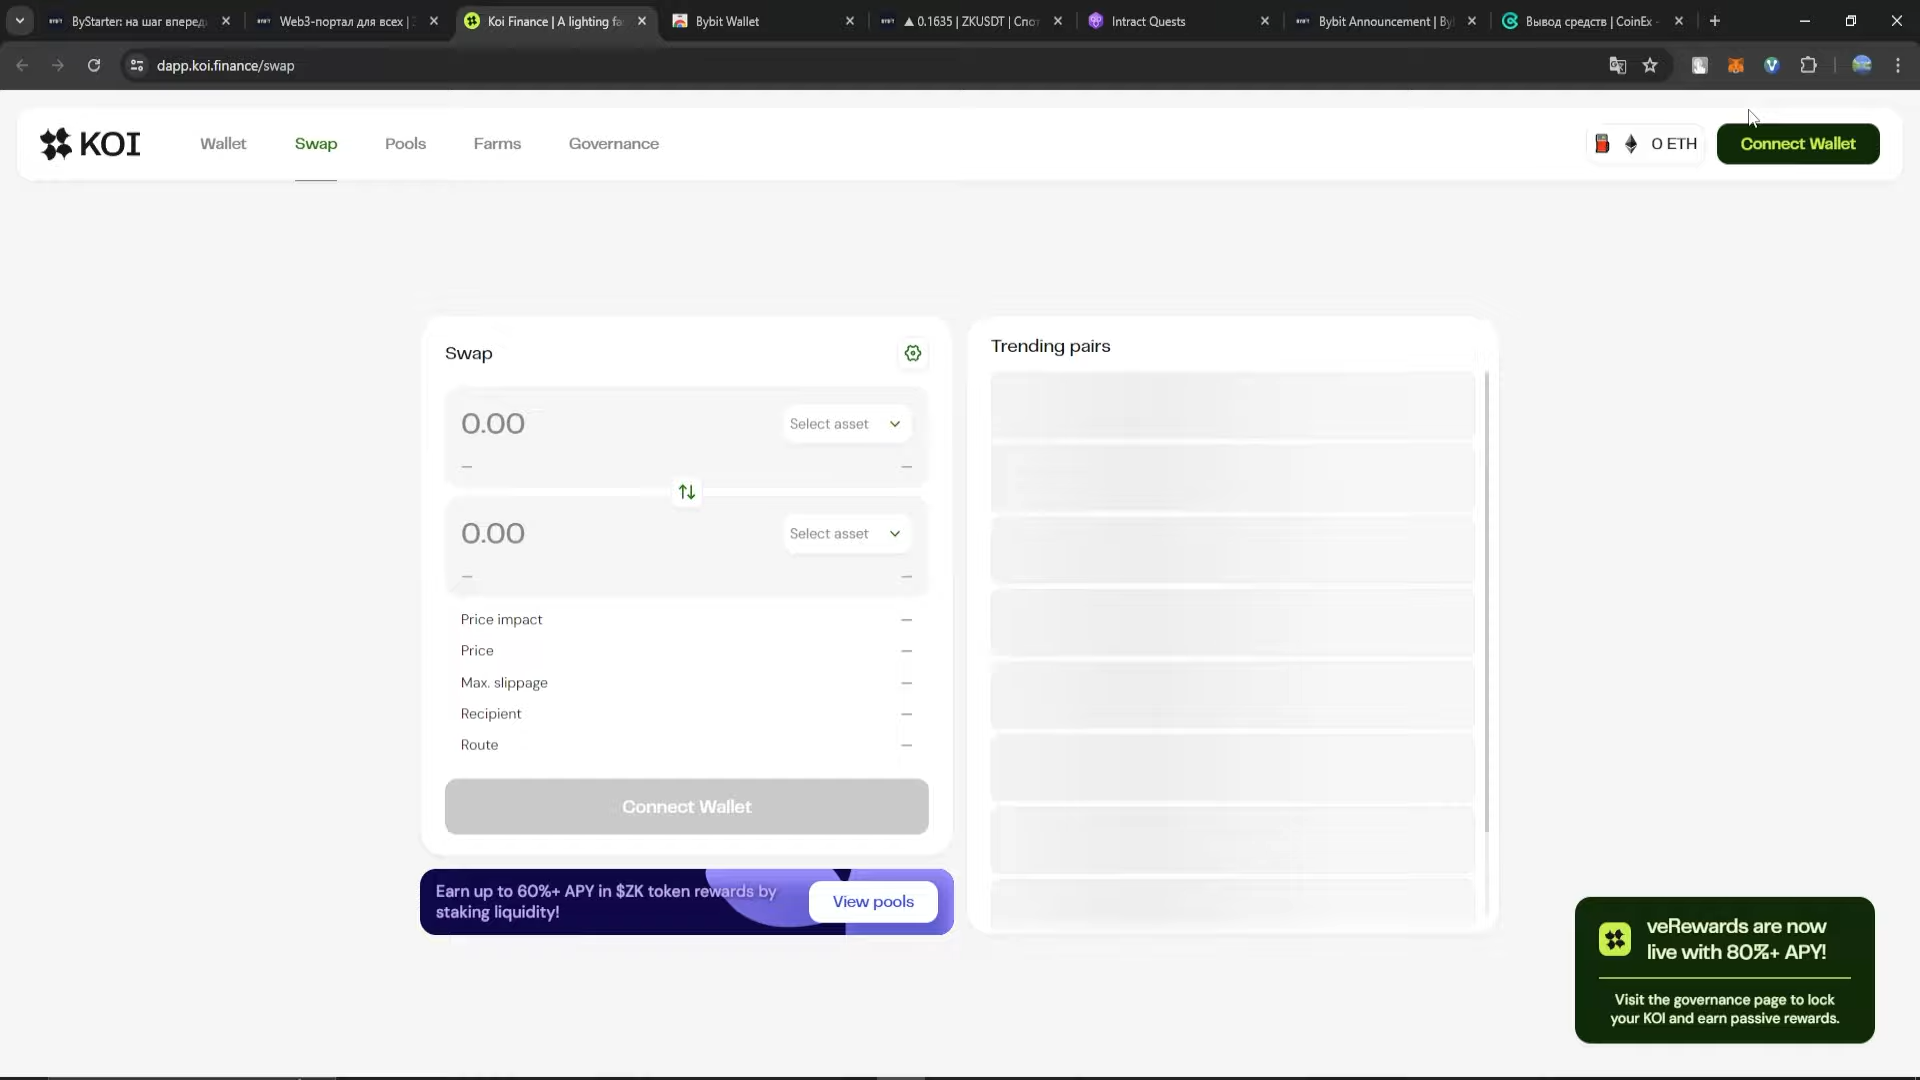 ByStarter: на шаг вперед
Web3-портал для всех |
Koi Finance | A lighting fa
Bybit Wallet
▲ 0.1635 | ZKUSDT | Спо
Intract Quests
Bybit Announcement | By
Вывод средств | CoinEx -
dapp.koi.finance/swap
KOI
Wallet
Swap
Pools
Farms
Governance
0 ETH
Connect Wallet
Swap
0.00
Select asset
—
—
0.00
Select asset
—
—
Price impact —
Price —
Max. slippage —
Recipient —
Route —
Connect Wallet
Earn up to 60%+ APY in $ZK token rewards by
staking liquidity!
View pools
Trending pairs
veRewards are now
live with 80%+ APY!
Visit the governance page to lock
your KOI and earn passive rewards.